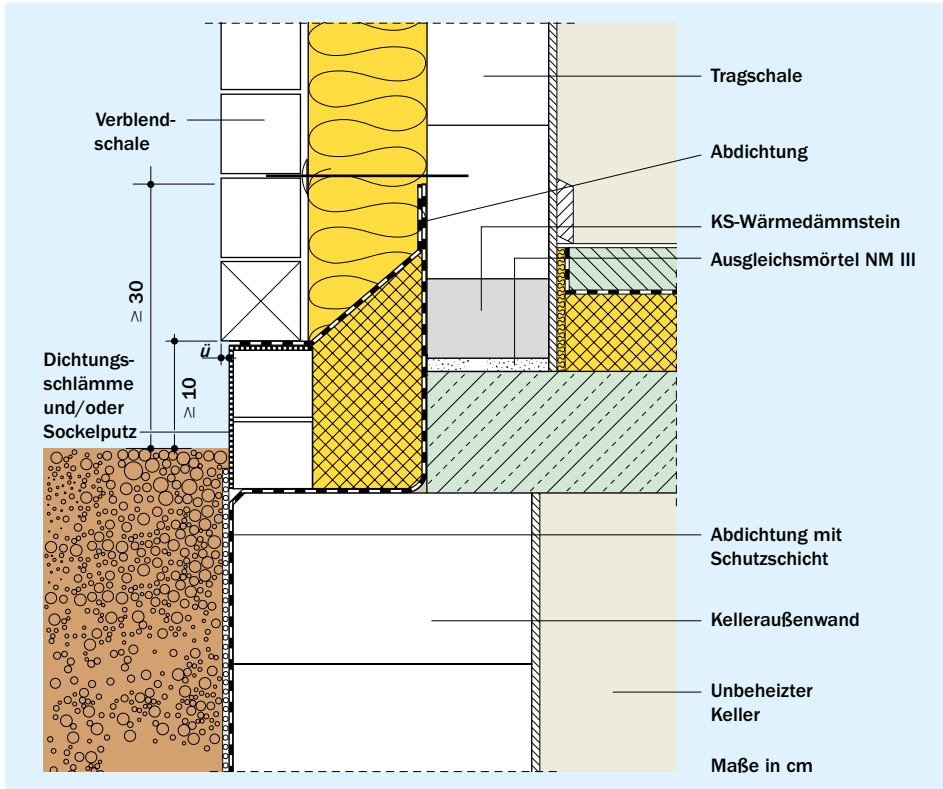 Verblend-
schale
≥ 30
ü
≥ 10
Dichtungs-
schlämme
und/oder
Sockelputz
Tragschale
Abdichtung
KS-Wärmedämmstein
Ausgleichsmörtel NM III
Abdichtung mit
Schutzschicht
Kelleraußenwand
Unbeheizter
Keller
Maße in cm